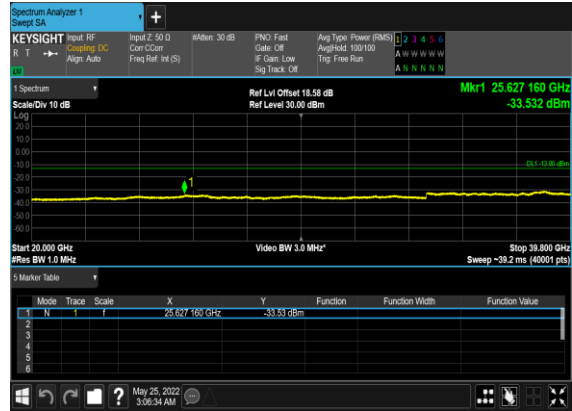 Spectrum Analyzer 1
Swept SA
+
KEYSIGHT
R T
Input: RF
Coupling: DC
Align: Auto
Input Z: 50 Ω
Corr CCorr
Freq Ref: Int (S)
#Atten: 30 dB
PNO: Fast
Gate: Off
IF Gain: Low
Sig Track: Off
Avg Type: Power (RMS)
Avg|Hold: 100/100
Trig: Free Run
1 2 3 4 5 6
A W W W W W
A N N N N N
1 Spectrum
Scale/Div 10 dB
Ref Lvl Offset 18.58 dB
Ref Level 30.00 dBm
Mkr1 25.627 160 GHz
-33.532 dBm
Log
20.0
10.0
0.00
-10.0
-20.0
-30.0
-40.0
-50.0
-60.0
DL1 -13.00 dBm
1
Start 20.000 GHz
#Res BW 1.0 MHz
Video BW 3.0 MHz*
Stop 39.800 GHz
Sweep ~39.2 ms (40001 pts)
5 Marker Table
Mode Trace Scale X Y Function Function Width Function Value
1 N 1 f 25.627 160 GHz -33.53 dBm
2
3
4
5
6
? May 25, 2022
3:06:34 AM